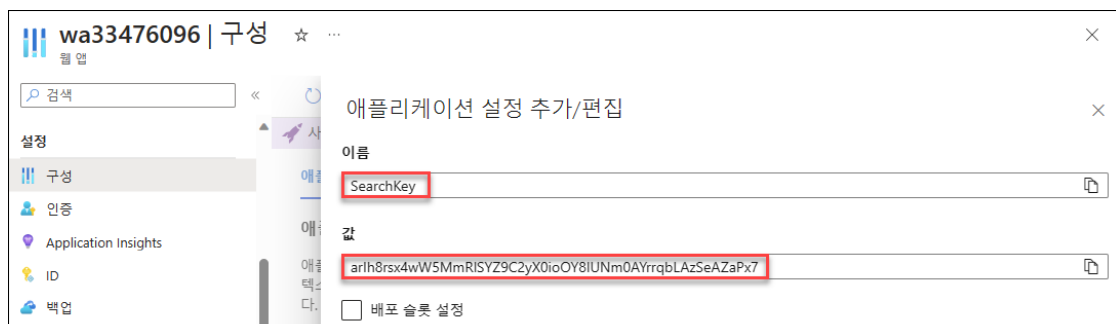 wa33476096 | 구성
웹 앱
검색
설정
구성
인증
Application Insights
ID
백업
애플리케이션 설정 추가/편집
이름
SearchKey
값
arIh8rsx4wW5MmRISYZ9C2yX0ioOY8IUNm0AYrrqbLAzSeAZaPx7
배포 슬롯 설정